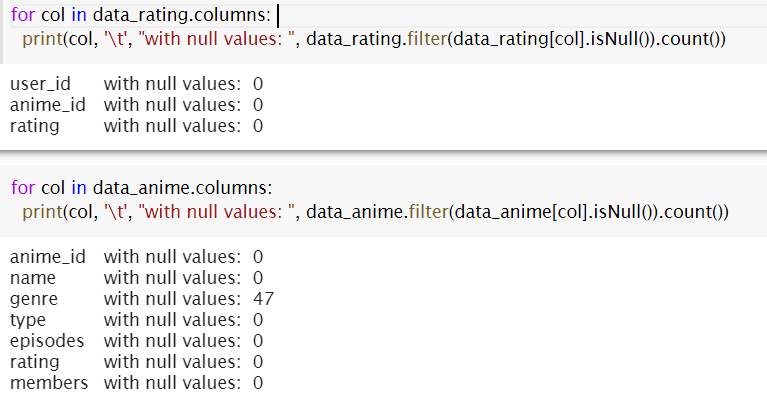 for col in data_rating.columns:
print(col, '\t', "with null values: ", data_rating.filter(data_rating[col].isNull()).count())
user_id with null values: 0
anime_id with null values: 0
rating with null values: 0
for col in data_anime.columns:
print(col, '\t', "with null values: ", data_anime.filter(data_anime[col].isNull()).count())
anime_id with null values: 0
name with null values: 0
genre with null values: 47
type with null values: 0
episodes with null values: 0
rating with null values: 0
members with null values: 0